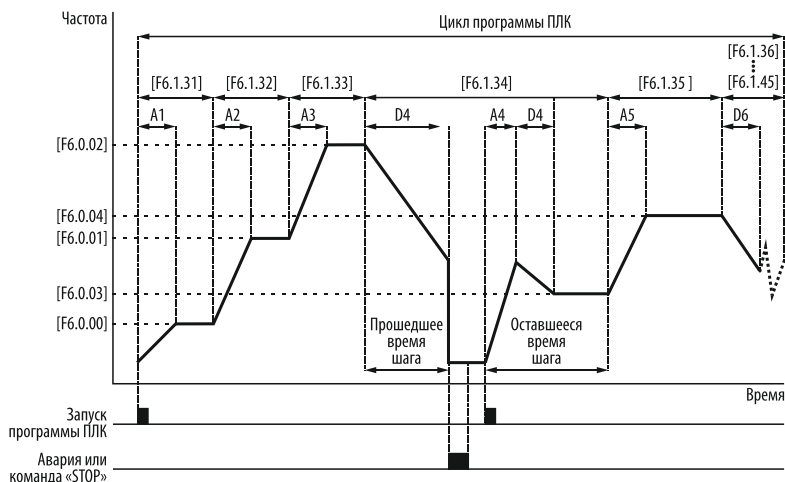 Частота
Цикл программы ПЛК
[F6.1.36]
[F6.1.31]
[F6.1.32]
[F6.1.33]
[F6.1.34]
[F6.1.35 ]
[F6.1.45]
A1
A2
A3
D4
A4
D4
A5
D6
[F6.0.02]
[F6.0.04]
[F6.0.01]
[F6.0.03]
[F6.0.00]
Прошедшее
время
шага
Оставшееся
время
шага
Время
Запуск
программы ПЛК
Авария или
команда «STOP»